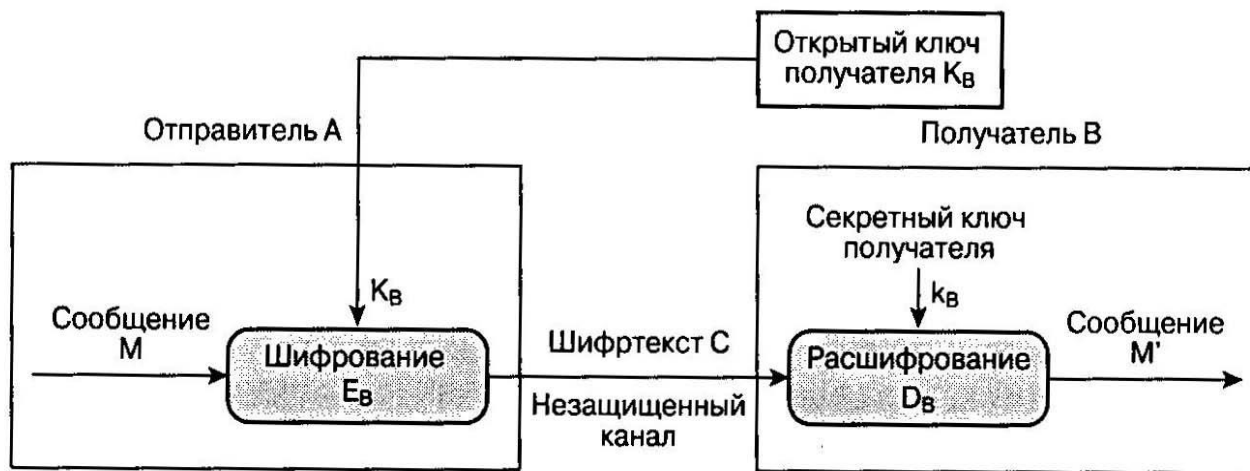 Открытый ключ
получателя K_B
Отправитель A
Получатель B
Секретный ключ
получателя
K_B
k_B
Сообщение
M
Шифрование
E_B
Шифртекст C
Незащищенный
канал
Расшифрование
D_B
Сообщение
M'